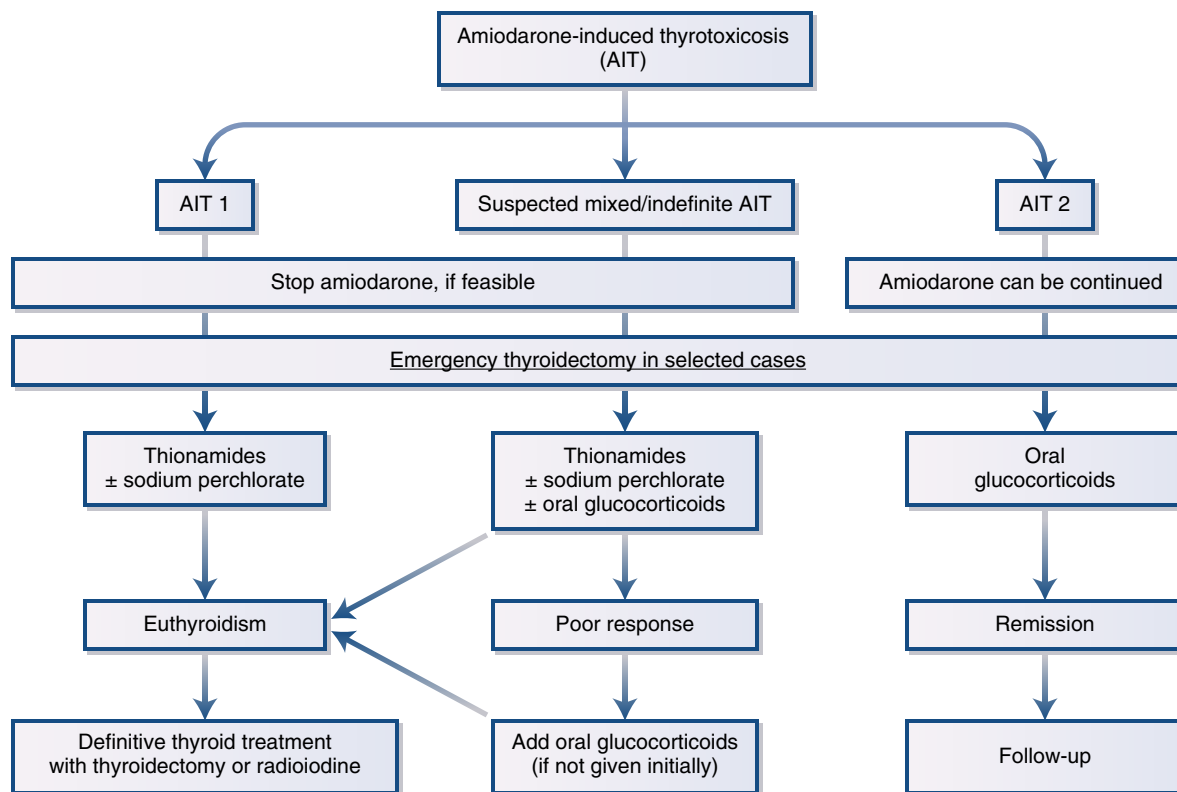 Amiodarone-induced thyrotoxicosis
(AIT)
AIT 1
Suspected mixed/indefinite AIT
AIT 2
Stop amiodarone, if feasible
Amiodarone can be continued
Emergency thyroidectomy in selected cases
Thionamides
± sodium perchlorate
Thionamides
± sodium perchlorate
± oral glucocorticoids
Oral
glucocorticoids
Euthyroidism
Poor response
Remission
Definitive thyroid treatment
with thyroidectomy or radioiodine
Add oral glucocorticoids
(if not given initially)
Follow-up